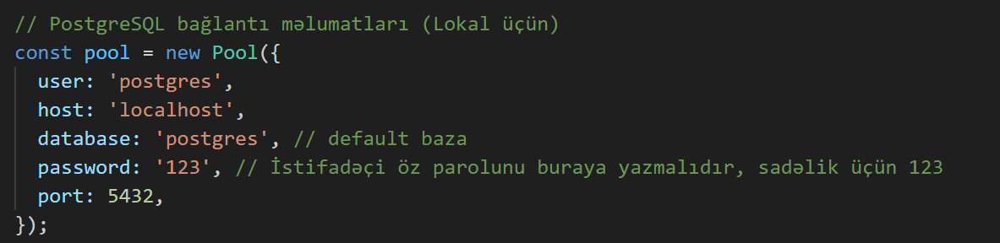 // PostgreSQL bağlantı məlumatları (Lokal üçün)
const pool = new Pool({
  user: 'postgres',
  host: 'localhost',
  database: 'postgres', // default baza
  password: '123', // İstifadəçi öz parolunu buraya yazmalıdır, sadəlik üçün 123
  port: 5432,
});